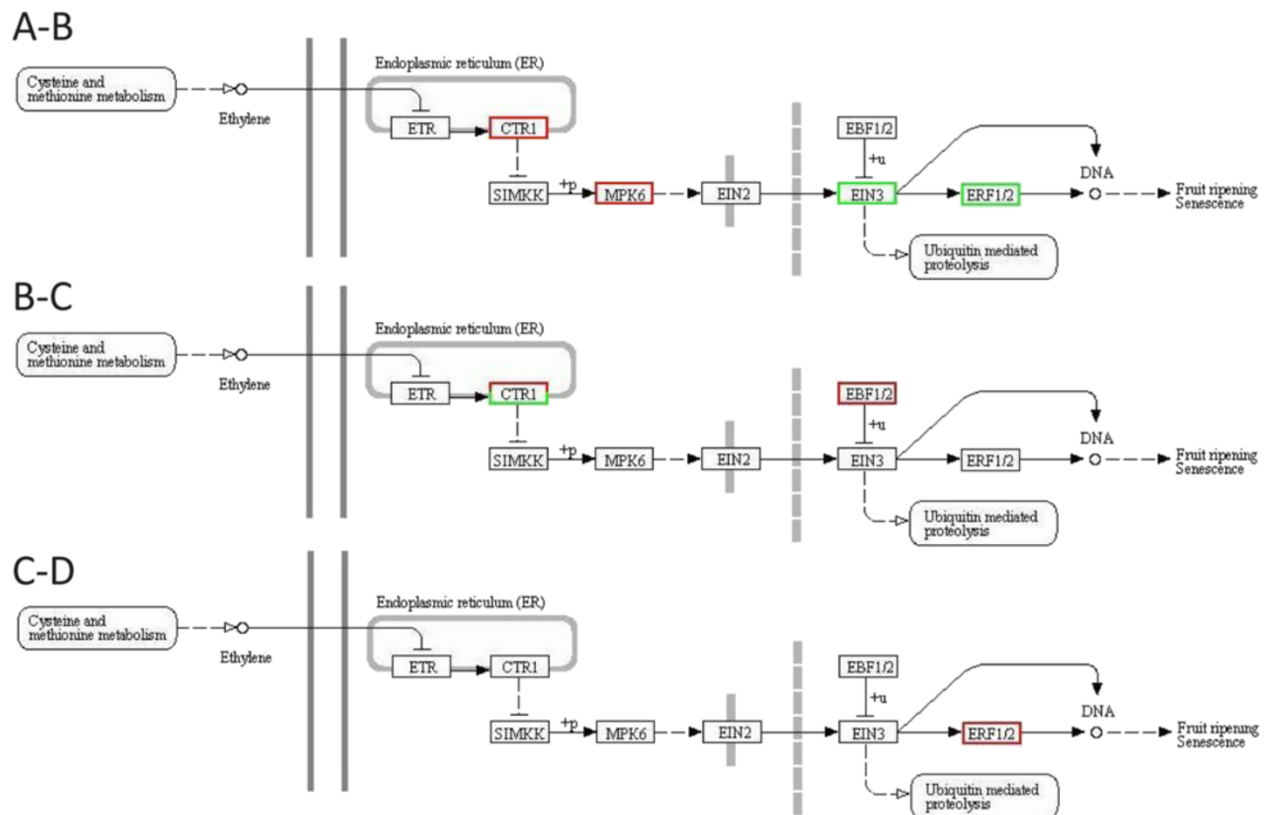 A-B
Endoplasmic reticulum (ER)
Cysteine and
methionine metabolism
Ethylene
ETR
CTR1
EBF1/2
+u
DNA
SIMKK
+p
MPK6
EIN2
EIN3
ERF1/2
Fruit ripening
Senescence
Ubiquitin mediated
proteolysis
B-C
Endoplasmic reticulum (ER)
Cysteine and
methionine metabolism
Ethylene
ETR
CTR1
EBF1/2
+u
DNA
SIMKK
+p
MPK6
EIN2
EIN3
ERF1/2
Fruit ripening
Senescence
Ubiquitin mediated
proteolysis
C-D
Endoplasmic reticulum (ER)
Cysteine and
methionine metabolism
Ethylene
ETR
CTR1
EBF1/2
+u
DNA
SIMKK
+p
MPK6
EIN2
EIN3
ERF1/2
Fruit ripening
Senescence
Ubiquitin mediated
proteolysis